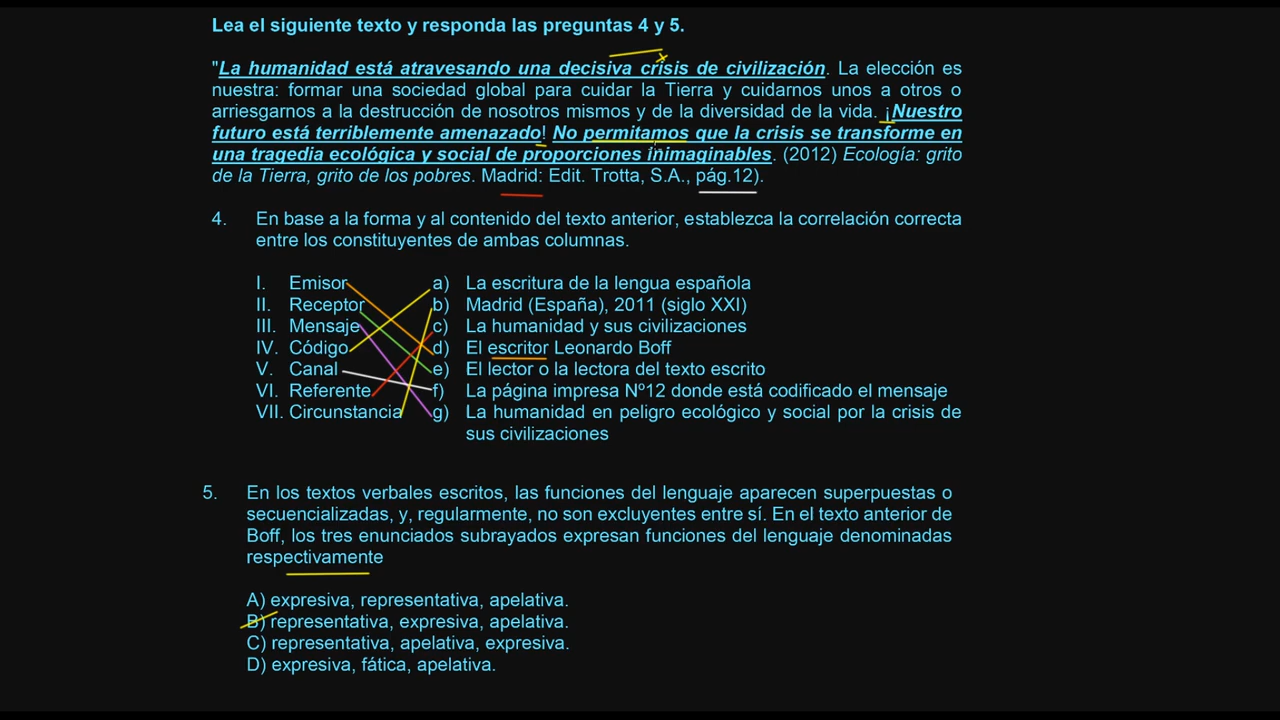 Lea el siguiente texto y responda las preguntas 4 y 5.
"La humanidad está atravesando una decisiva crisis de civilización. La elección es
nuestra: formar una sociedad global para cuidar la Tierra y cuidarnos unos a otros o
arriesgarnos a la destrucción de nosotros mismos y de la diversidad de la vida. ¡Nuestro
futuro está terriblemente amenazado! No permitamos que la crisis se transforme en
una tragedia ecológica y social de proporciones inimaginables. (2012) Ecología: grito
de la Tierra, grito de los pobres. Madrid: Edit. Trotta, S.A., pág.12).
4. En base a la forma y al contenido del texto anterior, establezca la correlación correcta
entre los constituyentes de ambas columnas.
I. Emisor a) La escritura de la lengua española
II. Receptor b) Madrid (España), 2011 (siglo XXI)
III. Mensaje c) La humanidad y sus civilizaciones
IV. Código d) El escritor Leonardo Boff
V. Canal e) El lector o la lectora del texto escrito
VI. Referente f) La página impresa Nº12 donde está codificado el mensaje
VII. Circunstancia g) La humanidad en peligro ecológico y social por la crisis de
sus civilizaciones
5. En los textos verbales escritos, las funciones del lenguaje aparecen superpuestas o
secuencializadas, y, regularmente, no son excluyentes entre sí. En el texto anterior de
Boff, los tres enunciados subrayados expresan funciones del lenguaje denominadas
respectivamente
A) expresiva, representativa, apelativa.
B) representativa, expresiva, apelativa.
C) representativa, apelativa, expresiva.
D) expresiva, fática, apelativa.